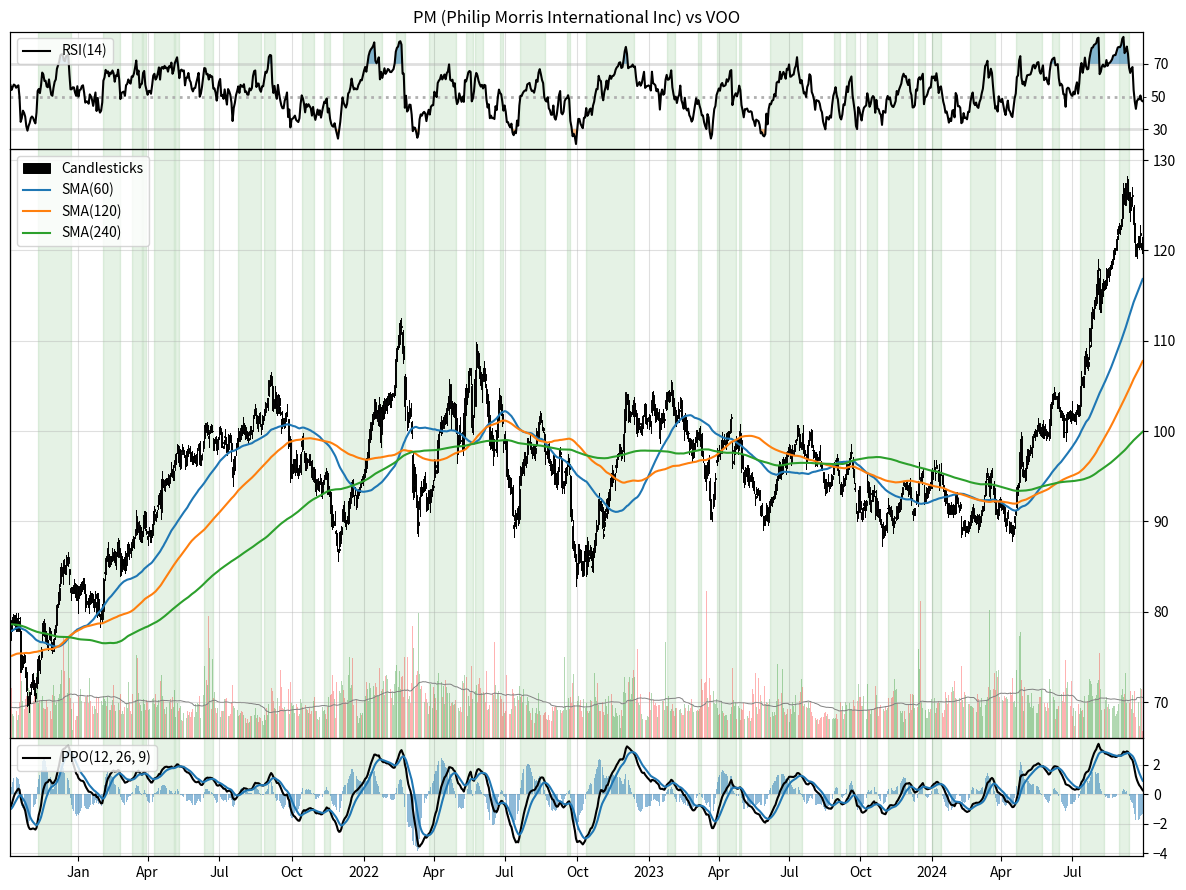 PM (Philip Morris International Inc) vs VOO
RSI(14)
70
50
30
Candlesticks
SMA(60)
SMA(120)
SMA(240)
130
120
110
100
90
80
70
PPO(12, 26, 9)
2
0
−2
−4
Jan Apr Jul Oct 2022 Apr Jul Oct 2023 Apr Jul Oct 2024 Apr Jul